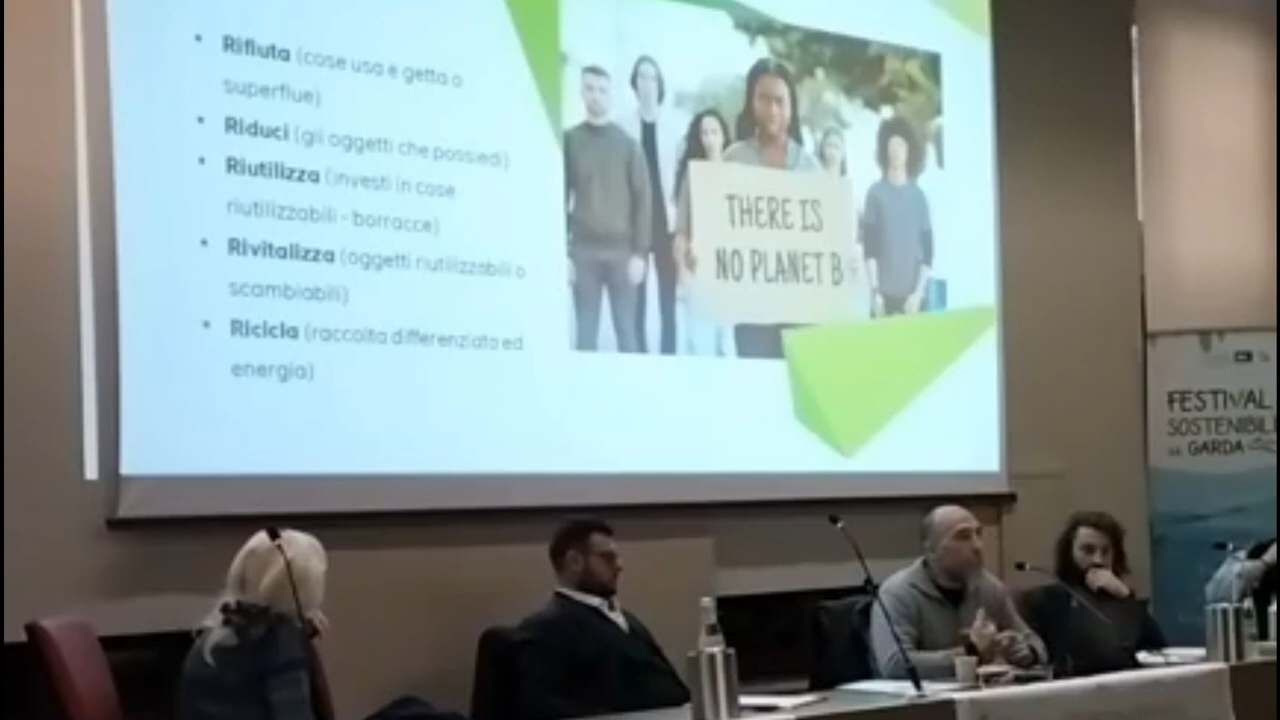 Rifiuta (cose usa e getta o
superflue)
Riduci (gli oggetti che possiedi)
Riutilizza (investi in cose
riutilizzabili - borracce)
Rivitalizza (oggetti riutilizzabili o
scambiabili)
Ricicla (raccolta differenziata ed
energia)
THERE IS
NO PLANET B
FESTIVAL
SOSTENIBILI
GARDA